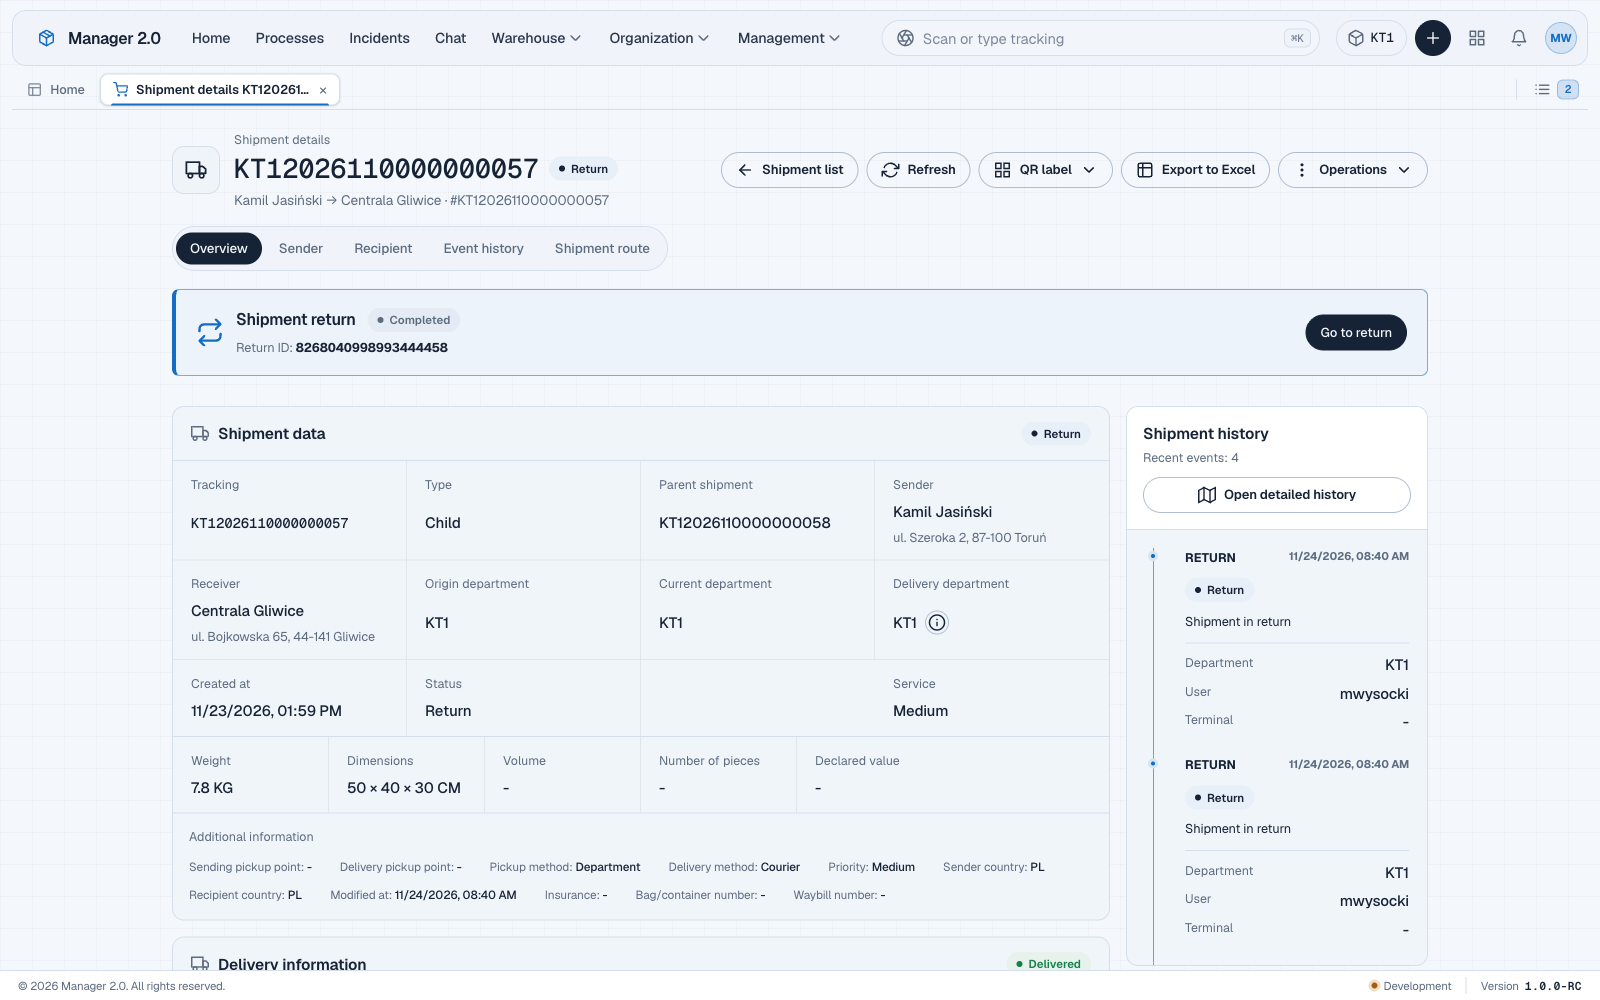 Manager 2.0
Home
Processes
Incidents
Chat
Warehouse
Organization
Management
Scan or type tracking
⌘K
KT1
MW
Home
Shipment details KT120261... ×
2
Shipment details
KT12026110000000057
Return
Kamil Jasiński → Centrala Gliwice · #KT12026110000000057
Shipment list
Refresh
QR label
Export to Excel
Operations
Overview
Sender
Recipient
Event history
Shipment route
Shipment return
Completed
Return ID: 8268040998993444458
Go to return
Shipment data
Return
Tracking
KT12026110000000057
Type
Child
Parent shipment
KT12026110000000058
Sender
Kamil Jasiński
ul. Szeroka 2, 87-100 Toruń
Receiver
Centrala Gliwice
ul. Bojkowska 65, 44-141 Gliwice
Origin department
KT1
Current department
KT1
Delivery department
KT1
Created at
11/23/2026, 01:59 PM
Status
Return
Service
Medium
Weight
7.8 KG
Dimensions
50 × 40 × 30 CM
Volume
-
Number of pieces
-
Declared value
-
Additional information
Sending pickup point: -
Delivery pickup point: -
Pickup method: Department
Delivery method: Courier
Priority: Medium
Sender country: PL
Recipient country: PL
Modified at: 11/24/2026, 08:40 AM
Insurance: -
Bag/container number: -
Waybill number: -
Delivery information
Delivered
Shipment history
Recent events: 4
Open detailed history
RETURN
11/24/2026, 08:40 AM
Return
Shipment in return
Department
KT1
User
mwysocki
Terminal
-
RETURN
11/24/2026, 08:40 AM
Return
Shipment in return
Department
KT1
User
mwysocki
Terminal
-
© 2026 Manager 2.0. All rights reserved.
Development
Version 1.0.0-RC